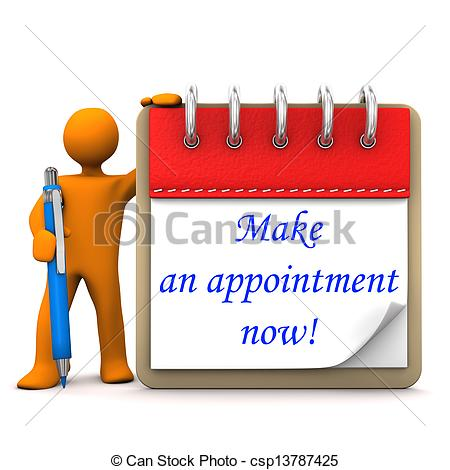 Make
an appointment
now!
© Can Stock Photo
© Can Stock Photo - csp13787425